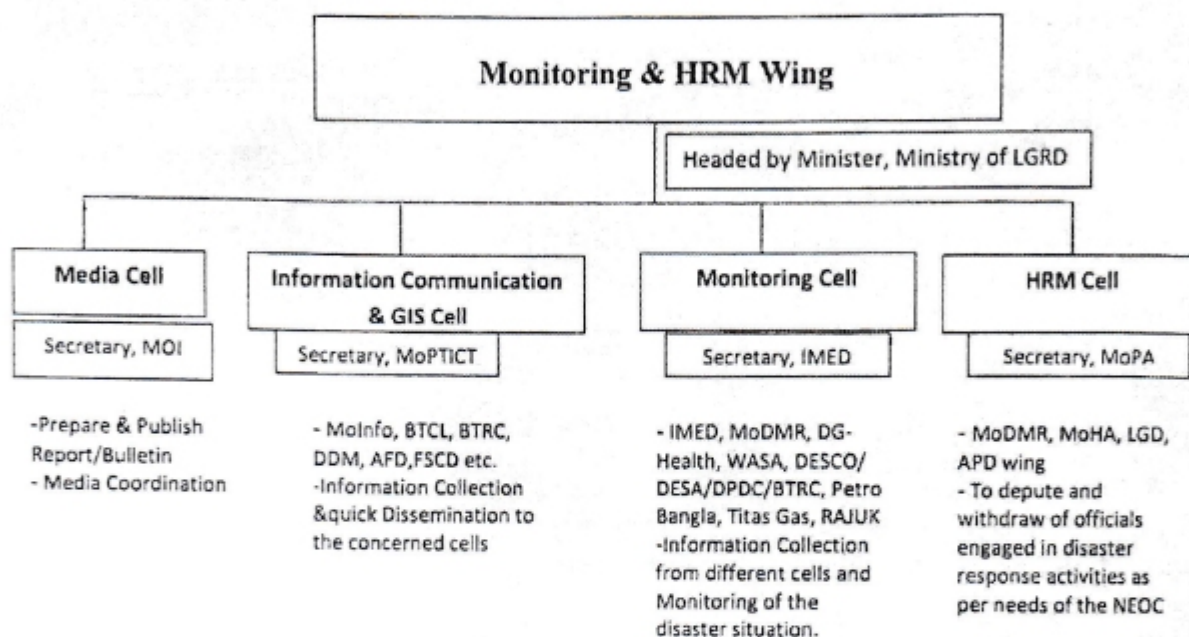 Monitoring & HRM Wing
Headed by Minister, Ministry of LGRD
Media Cell
Secretary, MOI
-Prepare & Publish
Report/Bulletin
- Media Coordination
Information Communication
& GIS Cell
Secretary, MoPTICT
- MoInfo, BTCL, BTRC,
DDM, AFD,FSCD etc.
-Information Collection
&quick Dissemination to
the concerned cells
Monitoring Cell
Secretary, IMED
- IMED, MoDMR, DG-
Health, WASA, DESCO/
DESA/DPDC/BTRC, Petro
Bangla, Titas Gas, RAJUK
-Information Collection
from different cells and
Monitoring of the
disaster situation.
HRM Cell
Secretary, MoPA
- MoDMR, MoHA, LGD,
APD wing
- To depute and
withdraw of officials
engaged in disaster
response activities as
per needs of the NEOC